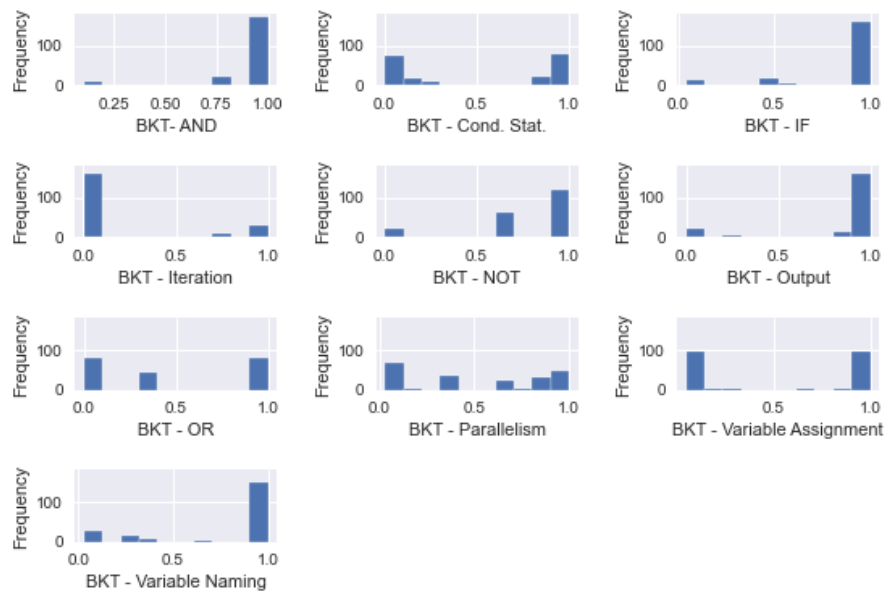 Frequency
100
0
0.25 0.50 0.75 1.00
BKT- AND
Frequency
100
0
0.0 0.5 1.0
BKT - Cond. Stat.
Frequency
100
0
0.0 0.5 1.0
BKT - IF
Frequency
100
0
0.0 0.5 1.0
BKT - Iteration
Frequency
100
0
0.0 0.5 1.0
BKT - NOT
Frequency
100
0
0.0 0.5 1.0
BKT - Output
Frequency
100
0
0.0 0.5 1.0
BKT - OR
Frequency
100
0
0.0 0.5 1.0
BKT - Parallelism
Frequency
100
0
0.5 1.0
BKT - Variable Assignment
Frequency
100
0
0.0 0.5 1.0
BKT - Variable Naming